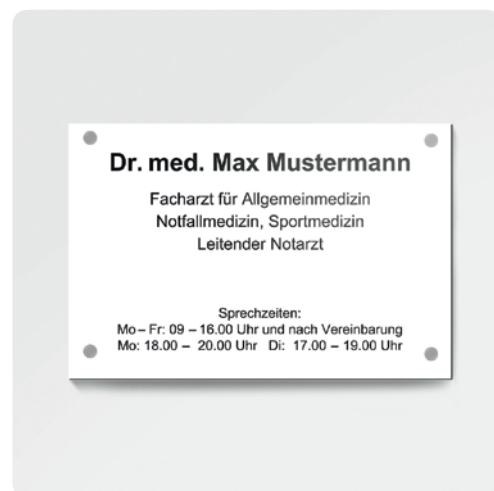 Dr. med. Max Mustermann
Facharzt für Allgemeinmedizin
Notfallmedizin, Sportmedizin
Leitender Notarzt
Sprechzeiten:
Mo – Fr: 09 – 16.00 Uhr und nach Vereinbarung
Mo: 18.00 – 20.00 Uhr Di: 17.00 – 19.00 Uhr